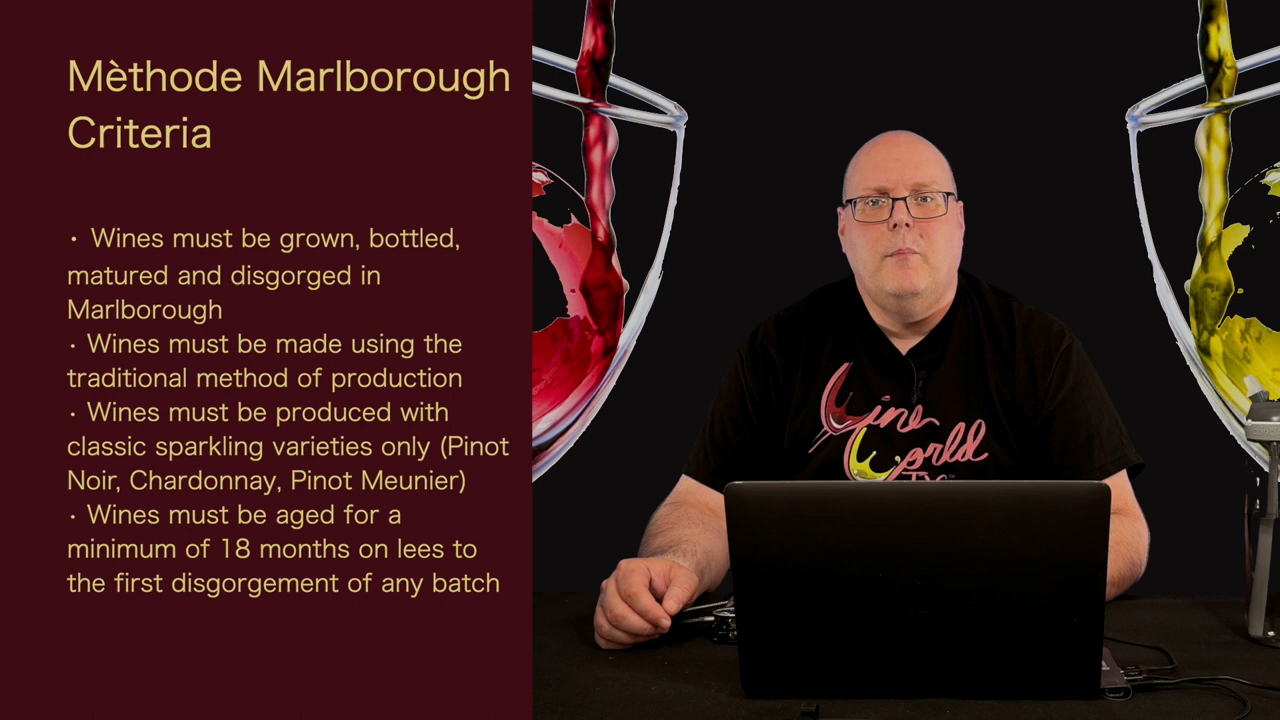 Mèthode Marlborough
Criteria
• Wines must be grown, bottled,
matured and disgorged in
Marlborough
• Wines must be made using the
traditional method of production
• Wines must be produced with
classic sparkling varieties only (Pinot
Noir, Chardonnay, Pinot Meunier)
• Wines must be aged for a
minimum of 18 months on lees to
the first disgorgement of any batch
Wine
World